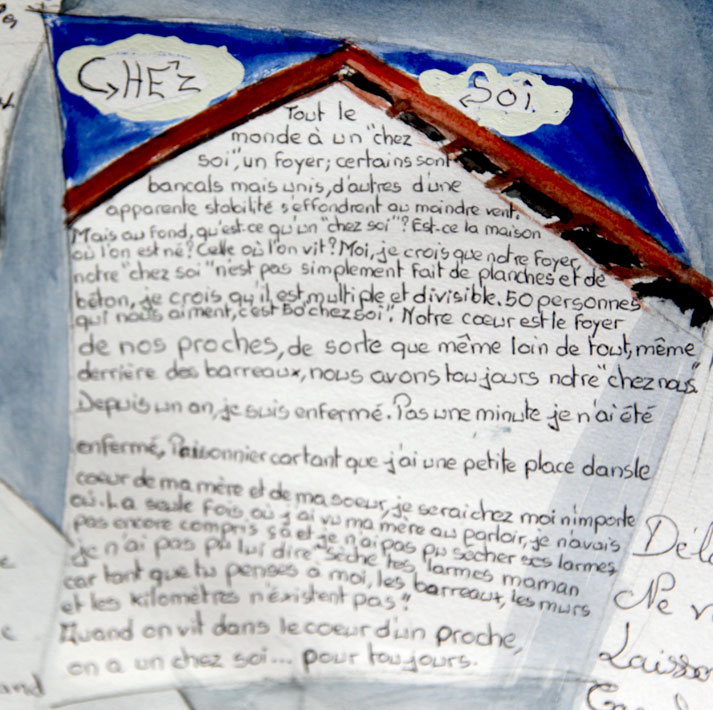 CHEZ SOÎ
Tout le
monde à un "chez
soi", un foyer; certains sont
bancals mais unis, d'autres d'une
apparente stabilité s'effondrent au moindre vent.
Mais au fond, qu'est-ce qu'un "chez soi"? Est-ce la maison
où l'on est né? Celle où l'on vit? Moi, je crois que notre foyer,
notre "chez soi" n'est pas simplement fait de planches et de
béton, je crois qu'il est multiple et divisible. 50 personnes
qui nous aiment, c'est 50 "chez soi". Notre cœur est le foyer
de nos proches, de sorte que même loin de tout, même
derrière des barreaux, nous avons toujours notre "chez nous".
Depuis un an, je suis enfermé. Pas une minute je n'ai été
enfermé, Prisonnier car tant que j'ai une petite place dans le
cœur de ma mère et de ma soeur, je serai chez moi n'importe
où. La seule fois où j'ai vu ma mère au parloir, je n'avais
pas encore compris ça et je n'ai pas pu sécher ses larmes,
je n'ai pas pu lui dire "sèche tes larmes maman
car tant que tu penses à moi, les barreaux, les murs
et les kilomètres n'éxistent pas".
Quand on vit dans le coeur d'un proche,
on a un chez soi... pour toujours.
Ne